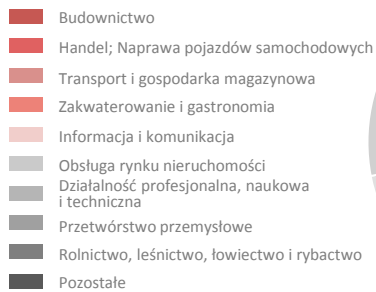 Budownictwo
Handel; Naprawa pojazdów samochodowych
Transport i gospodarka magazynowa
Zakwaterowanie i gastronomia
Informacja i komunikacja
Obsługa rynku nieruchomości
Działalność profesjonalna, naukowa
i techniczna
Przetwórstwo przemysłowe
Rolnictwo, leśnictwo, łowiectwo i rybactwo
Pozostałe